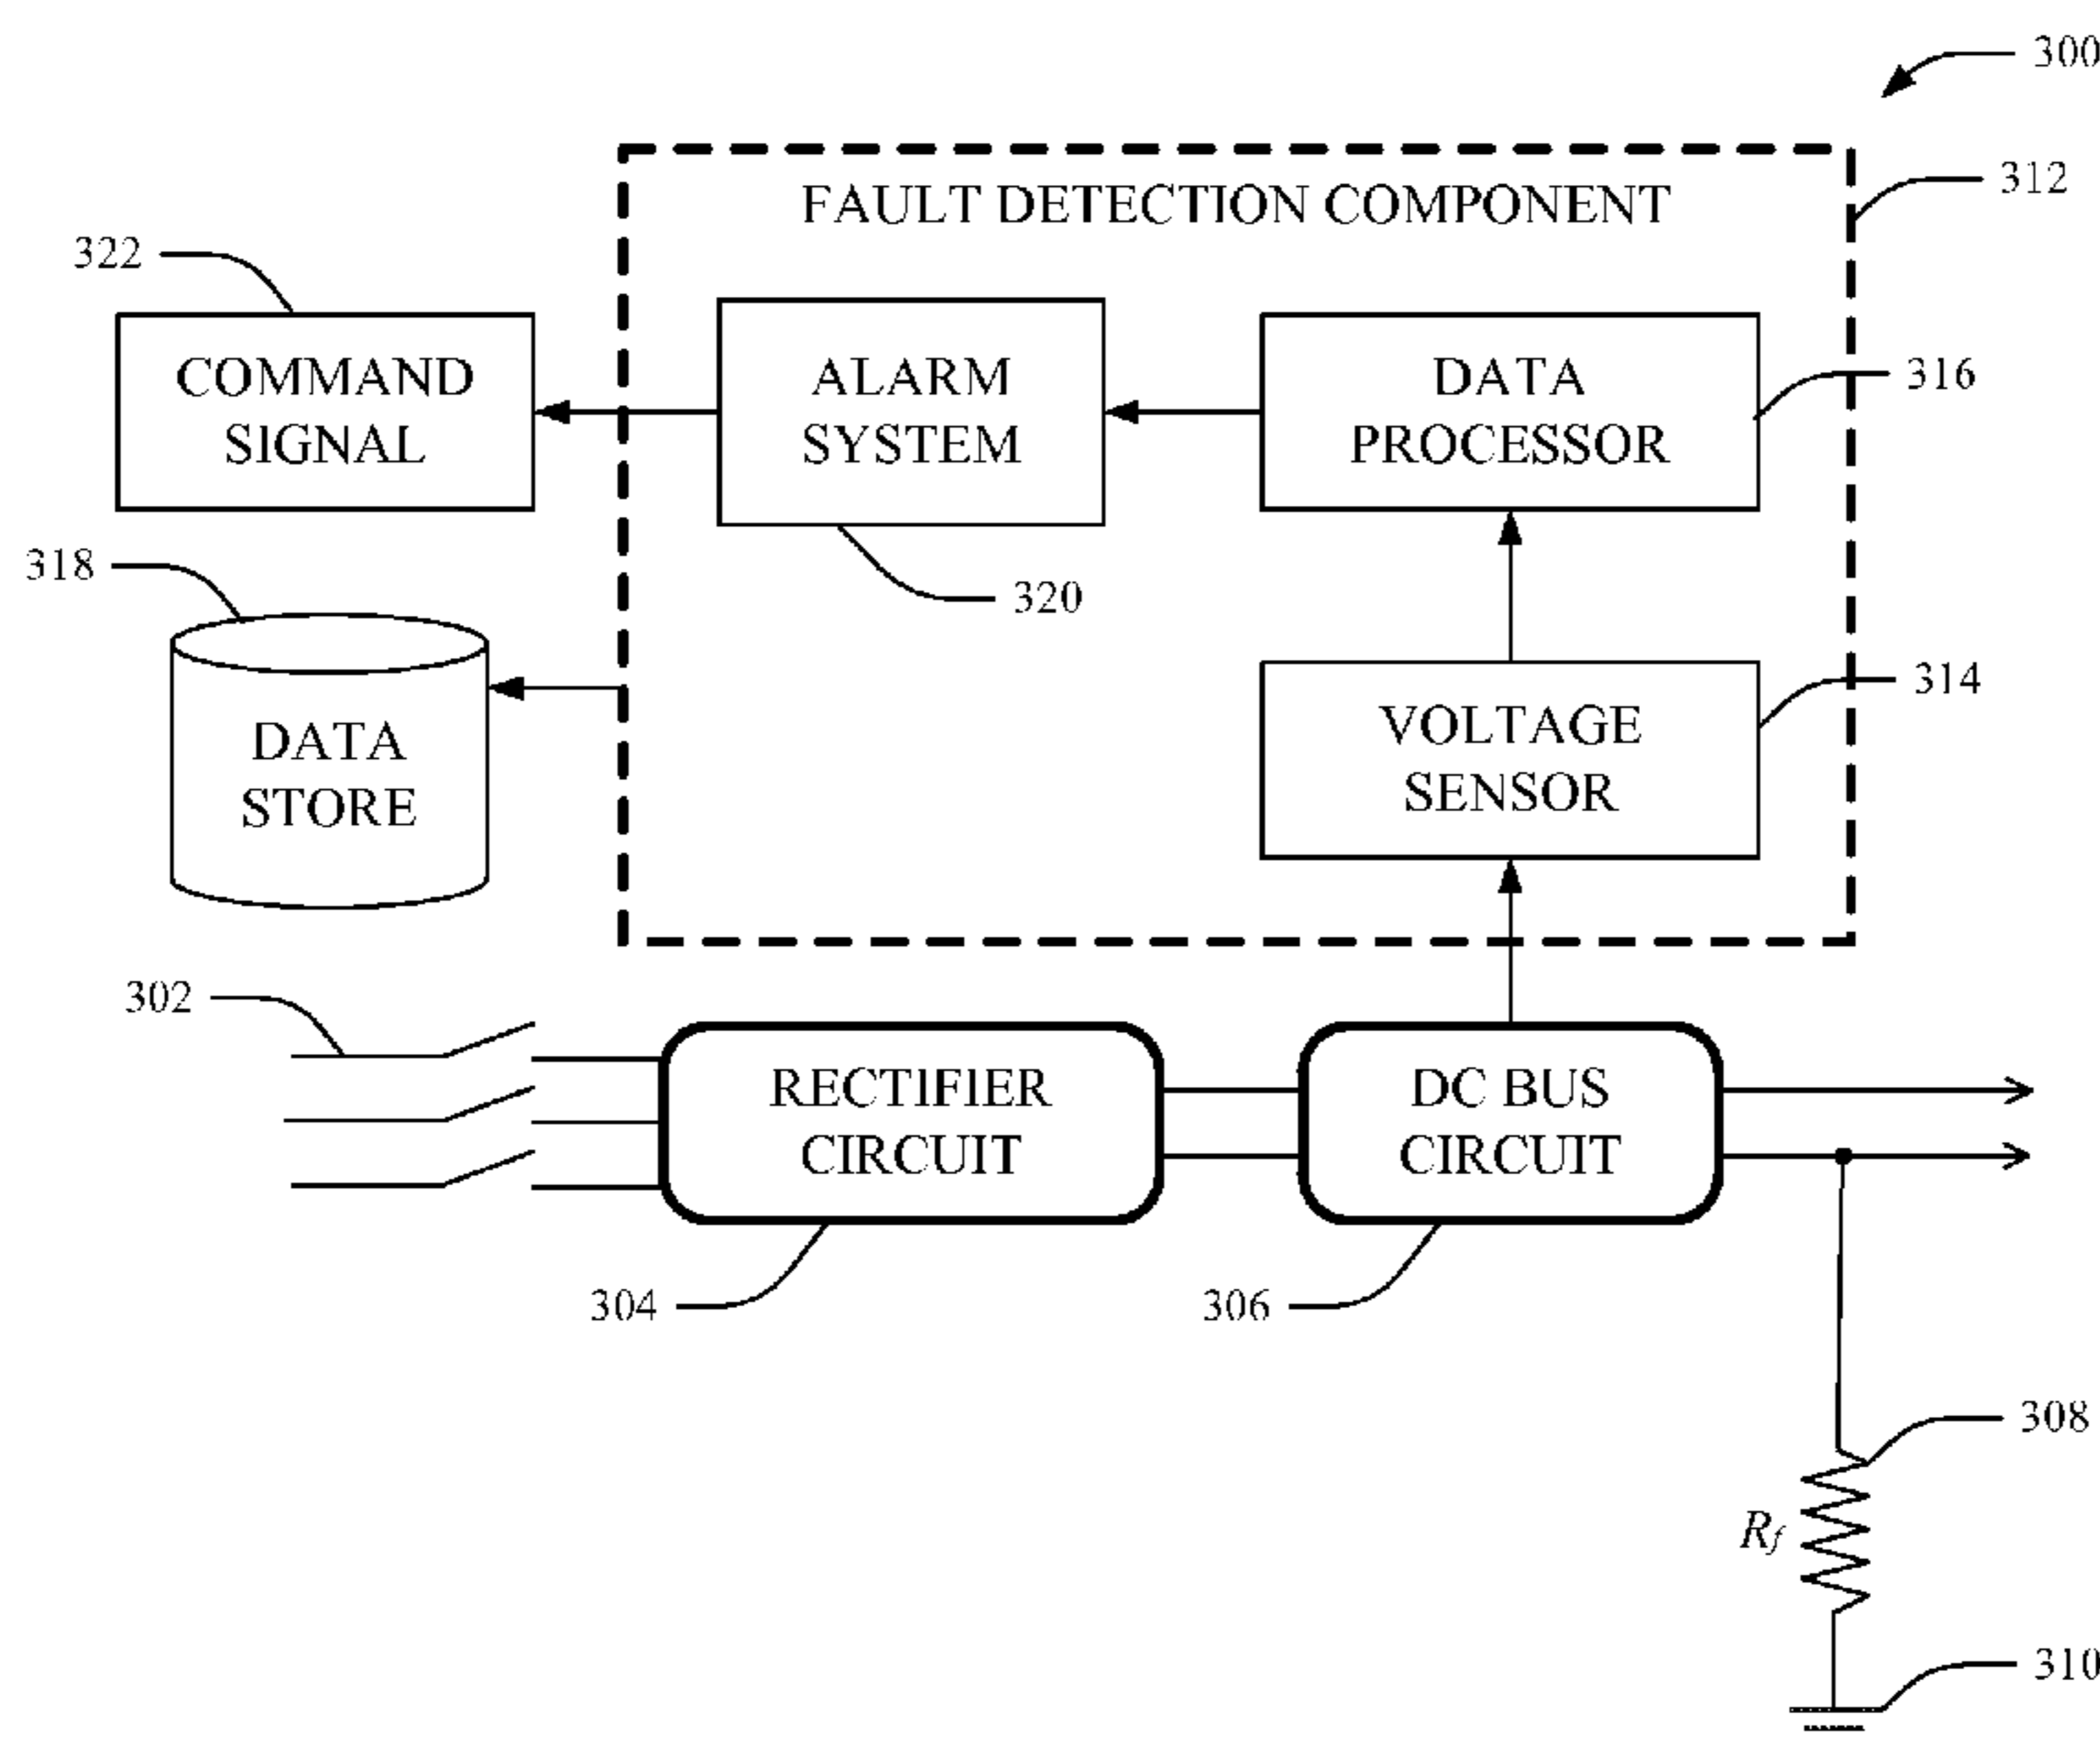 300
312
FAULT DETECTION COMPONENT
322
COMMAND
SIGNAL
ALARM
SYSTEM
DATA
PROCESSOR
316
318
320
DATA
STORE
VOLTAGE
SENSOR
314
302
RECTIFIER
CIRCUIT
DC BUS
CIRCUIT
304
306
308
Rf
310